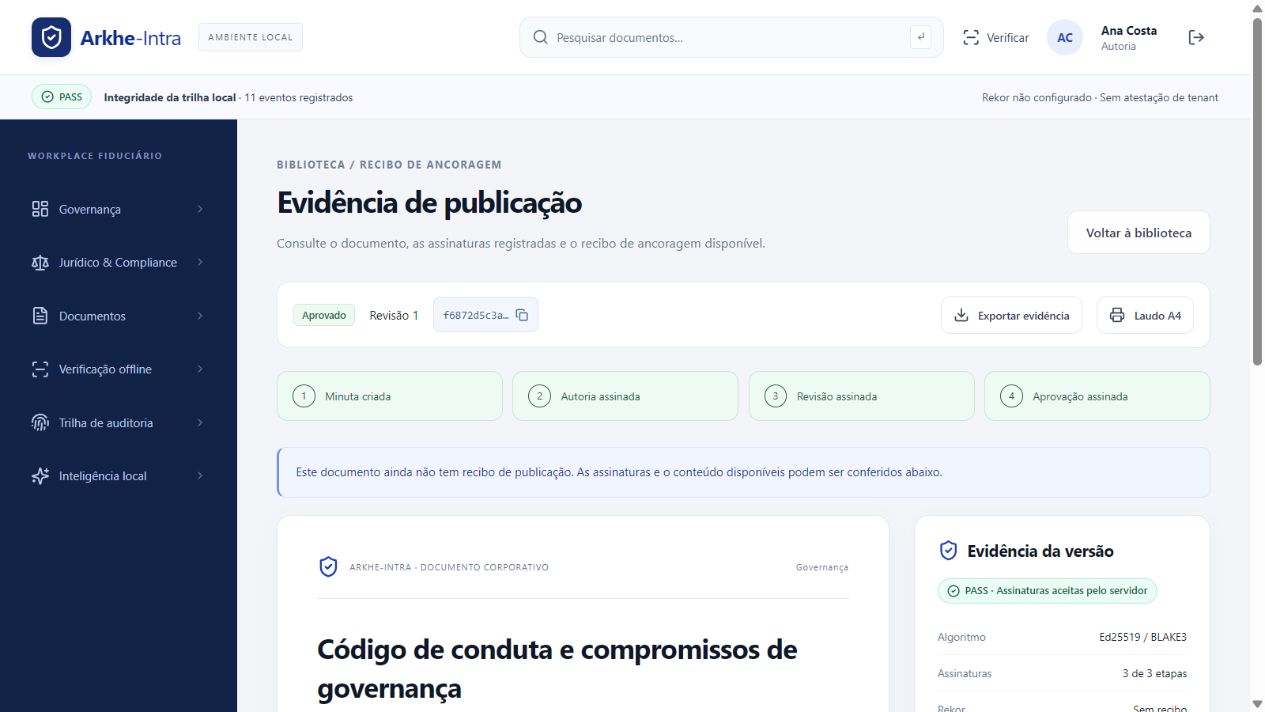 Arkhe-Intra
AMBIENTE LOCAL
Pesquisar documentos...
Verificar
AC
Ana Costa
Autoria
PASS
Integridade da trilha local · 11 eventos registrados
Rekor não configurado · Sem atestação de tenant
WORKPLACE FIDUCIÁRIO
Governança
Jurídico & Compliance
Documentos
Verificação offline
Trilha de auditoria
Inteligência local
BIBLIOTECA / RECIBO DE ANCORAGEM
Evidência de publicação
Consulte o documento, as assinaturas registradas e o recibo de ancoragem disponível.
Voltar à biblioteca
Aprovado
Revisão 1
f6872d5c3a…
Exportar evidência
Laudo A4
1 Minuta criada
2 Autoria assinada
3 Revisão assinada
4 Aprovação assinada
Este documento ainda não tem recibo de publicação. As assinaturas e o conteúdo disponíveis podem ser conferidos abaixo.
ARKHE-INTRA · DOCUMENTO CORPORATIVO
Governança
Código de conduta e compromissos de
governança
Evidência da versão
PASS · Assinaturas aceitas pelo servidor
Algoritmo
Ed25519 / BLAKE3
Assinaturas
3 de 3 etapas
Rekor
Sem recibo